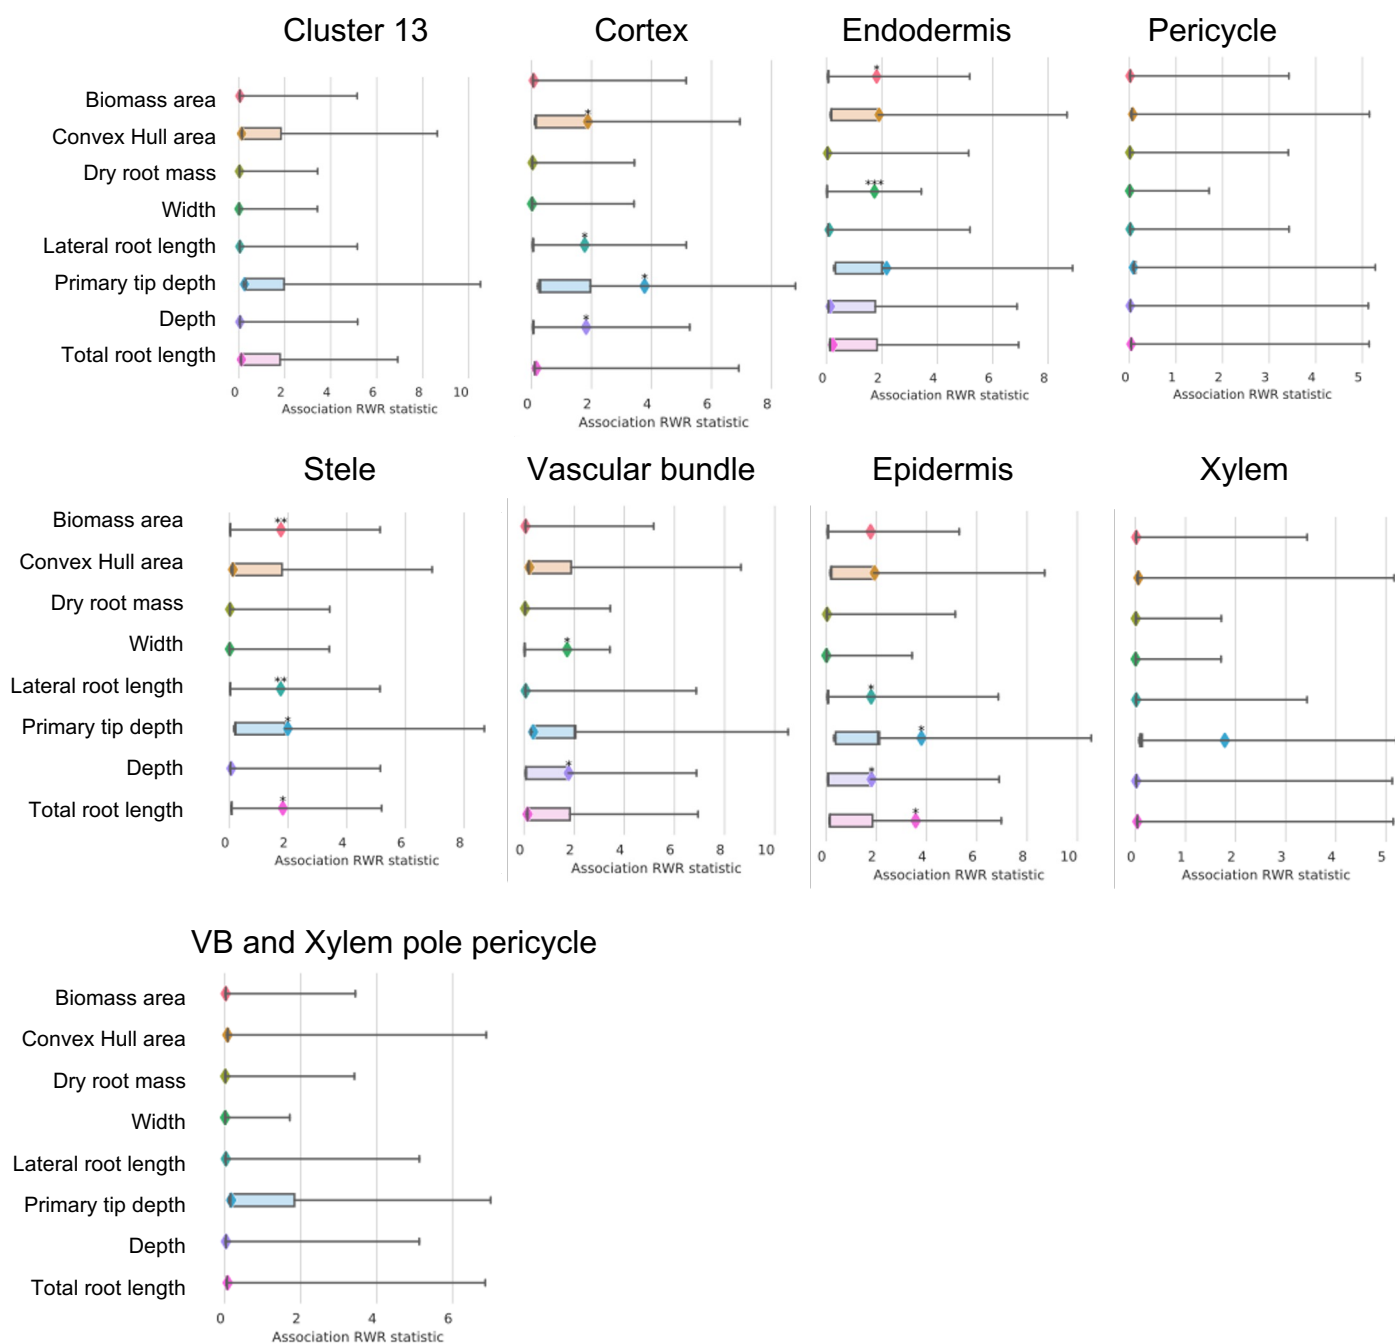 Cluster 13 Cortex Endodermis Pericycle
Biomass area
Convex Hull area
Dry root mass
Width
Lateral root length
Primary tip depth
Depth
Total root length
*
* * * *
***
0 2 4 6 8 10
Association RWR statistic
0 2 4 6 8
Association RWR statistic
0 2 4 6 8
Association RWR statistic
0 1 2 3 4 5
Association RWR statistic
Stele Vascular bundle Epidermis Xylem
Biomass area
Convex Hull area
Dry root mass
Width
Lateral root length
Primary tip depth
Depth
Total root length
**
**
*
*
*
*
*
*
*
*
0 2 4 6 8
Association RWR statistic
0 2 4 6 8 10
Association RWR statistic
0 2 4 6 8 10
Association RWR statistic
0 1 2 3 4 5
Association RWR statistic
VB and Xylem pole pericycle
Biomass area
Convex Hull area
Dry root mass
Width
Lateral root length
Primary tip depth
Depth
Total root length
0 2 4 6
Association RWR statistic